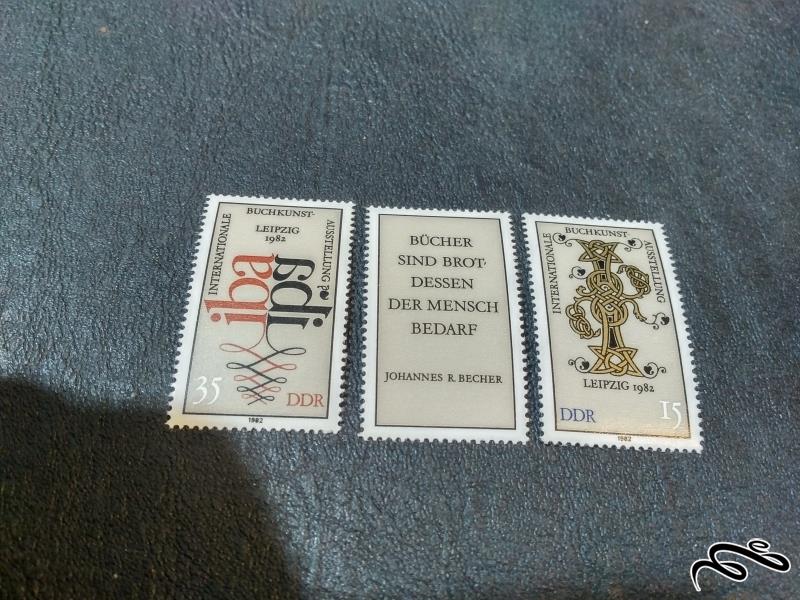 INTERNATIONALE
BUCHKUNST-
AUSSTELLUNG
LEIPZIG
1982
iba
iba
35
DDR
1982
BÜCHER
SIND BROT·
DESSEN
DER MENSCH
BEDARF
JOHANNES R. BECHER
INTERNATIONALE
BUCHKUNST-
AUSSTELLUNG
LEIPZIG 1982
DDR
15
1982